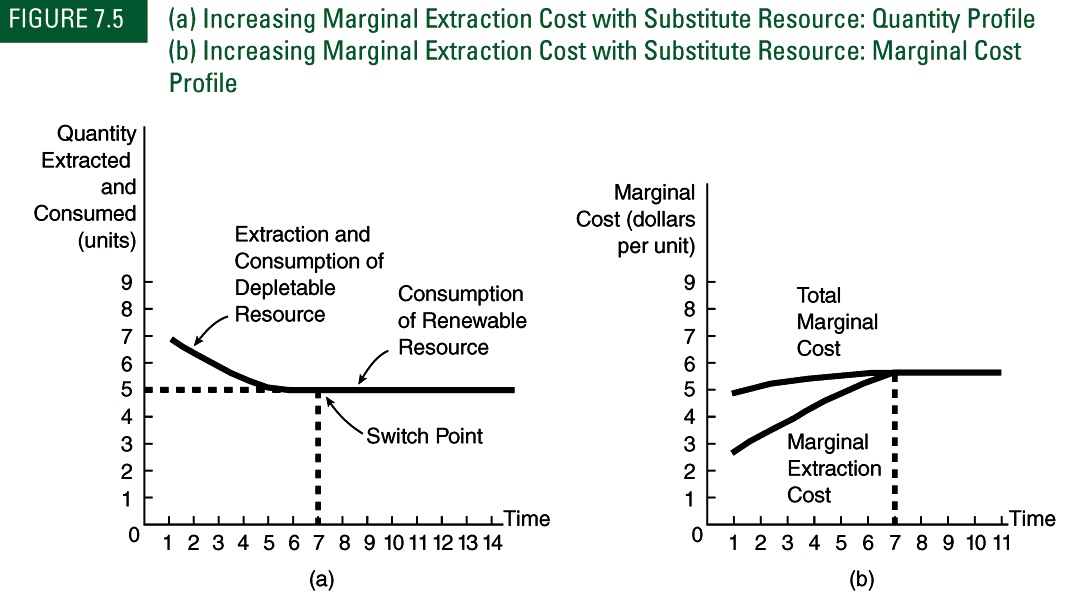 FIGURE 7.5
(a) Increasing Marginal Extraction Cost with Substitute Resource: Quantity Profile
(b) Increasing Marginal Extraction Cost with Substitute Resource: Marginal Cost
Profile
Quantity
Extracted
and
Consumed
(units)
9
8
7
6
5
4
3
2
1
0
Extraction and
Consumption of
Depletable
Resource
Consumption
of Renewable
Resource
Switch Point
Time
1 2 3 4 5 6 7 8 9 10 11 12 13 14
(a)
Marginal
Cost (dollars
per unit)
9
8
7
6
5
4
3
2
1
0
Total
Marginal
Cost
Marginal
Extraction
Cost
Time
1 2 3 4 5 6 7 8 9 10 11
(b)